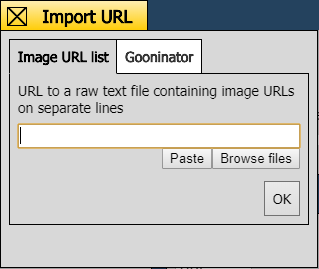 Import URL
Image URL list
Gooninator
URL to a raw text file containing image URLs
on separate lines
Paste
Browse files
OK